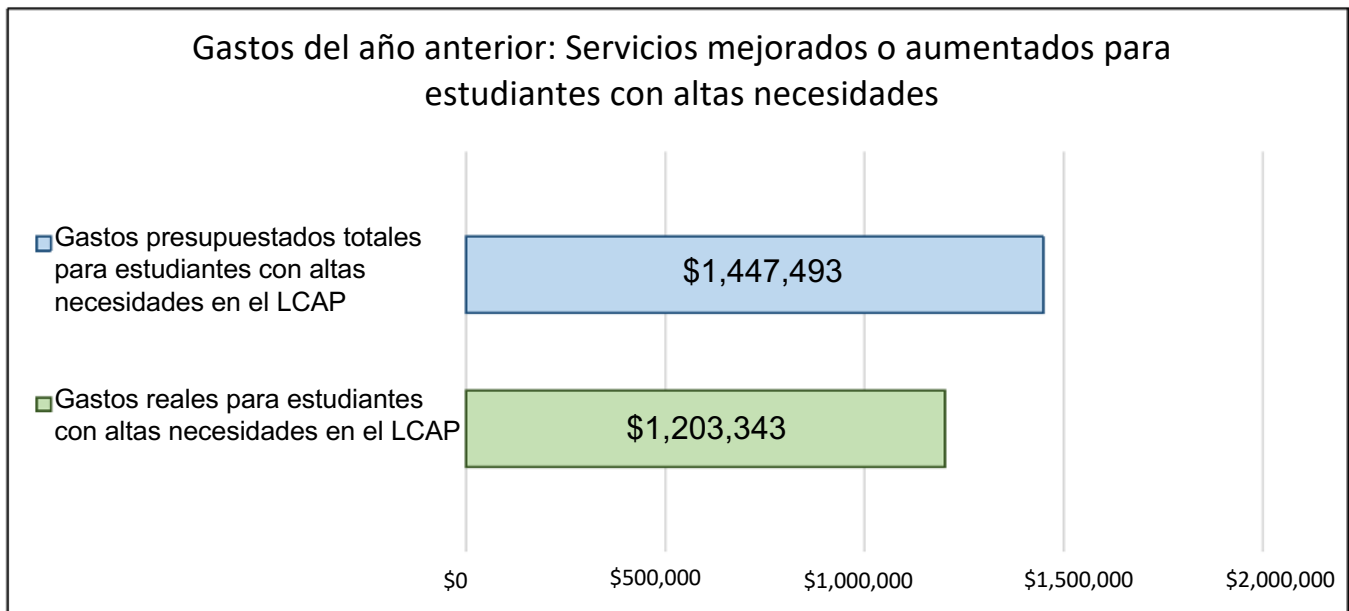 Gastos del año anterior: Servicios mejorados o aumentados para
estudiantes con altas necesidades
Gastos presupuestados totales
para estudiantes con altas
necesidades en el LCAP
$1,447,493
Gastos reales para estudiantes
con altas necesidades en el LCAP
$1,203,343
$0
$500,000
$1,000,000
$1,500,000
$2,000,000